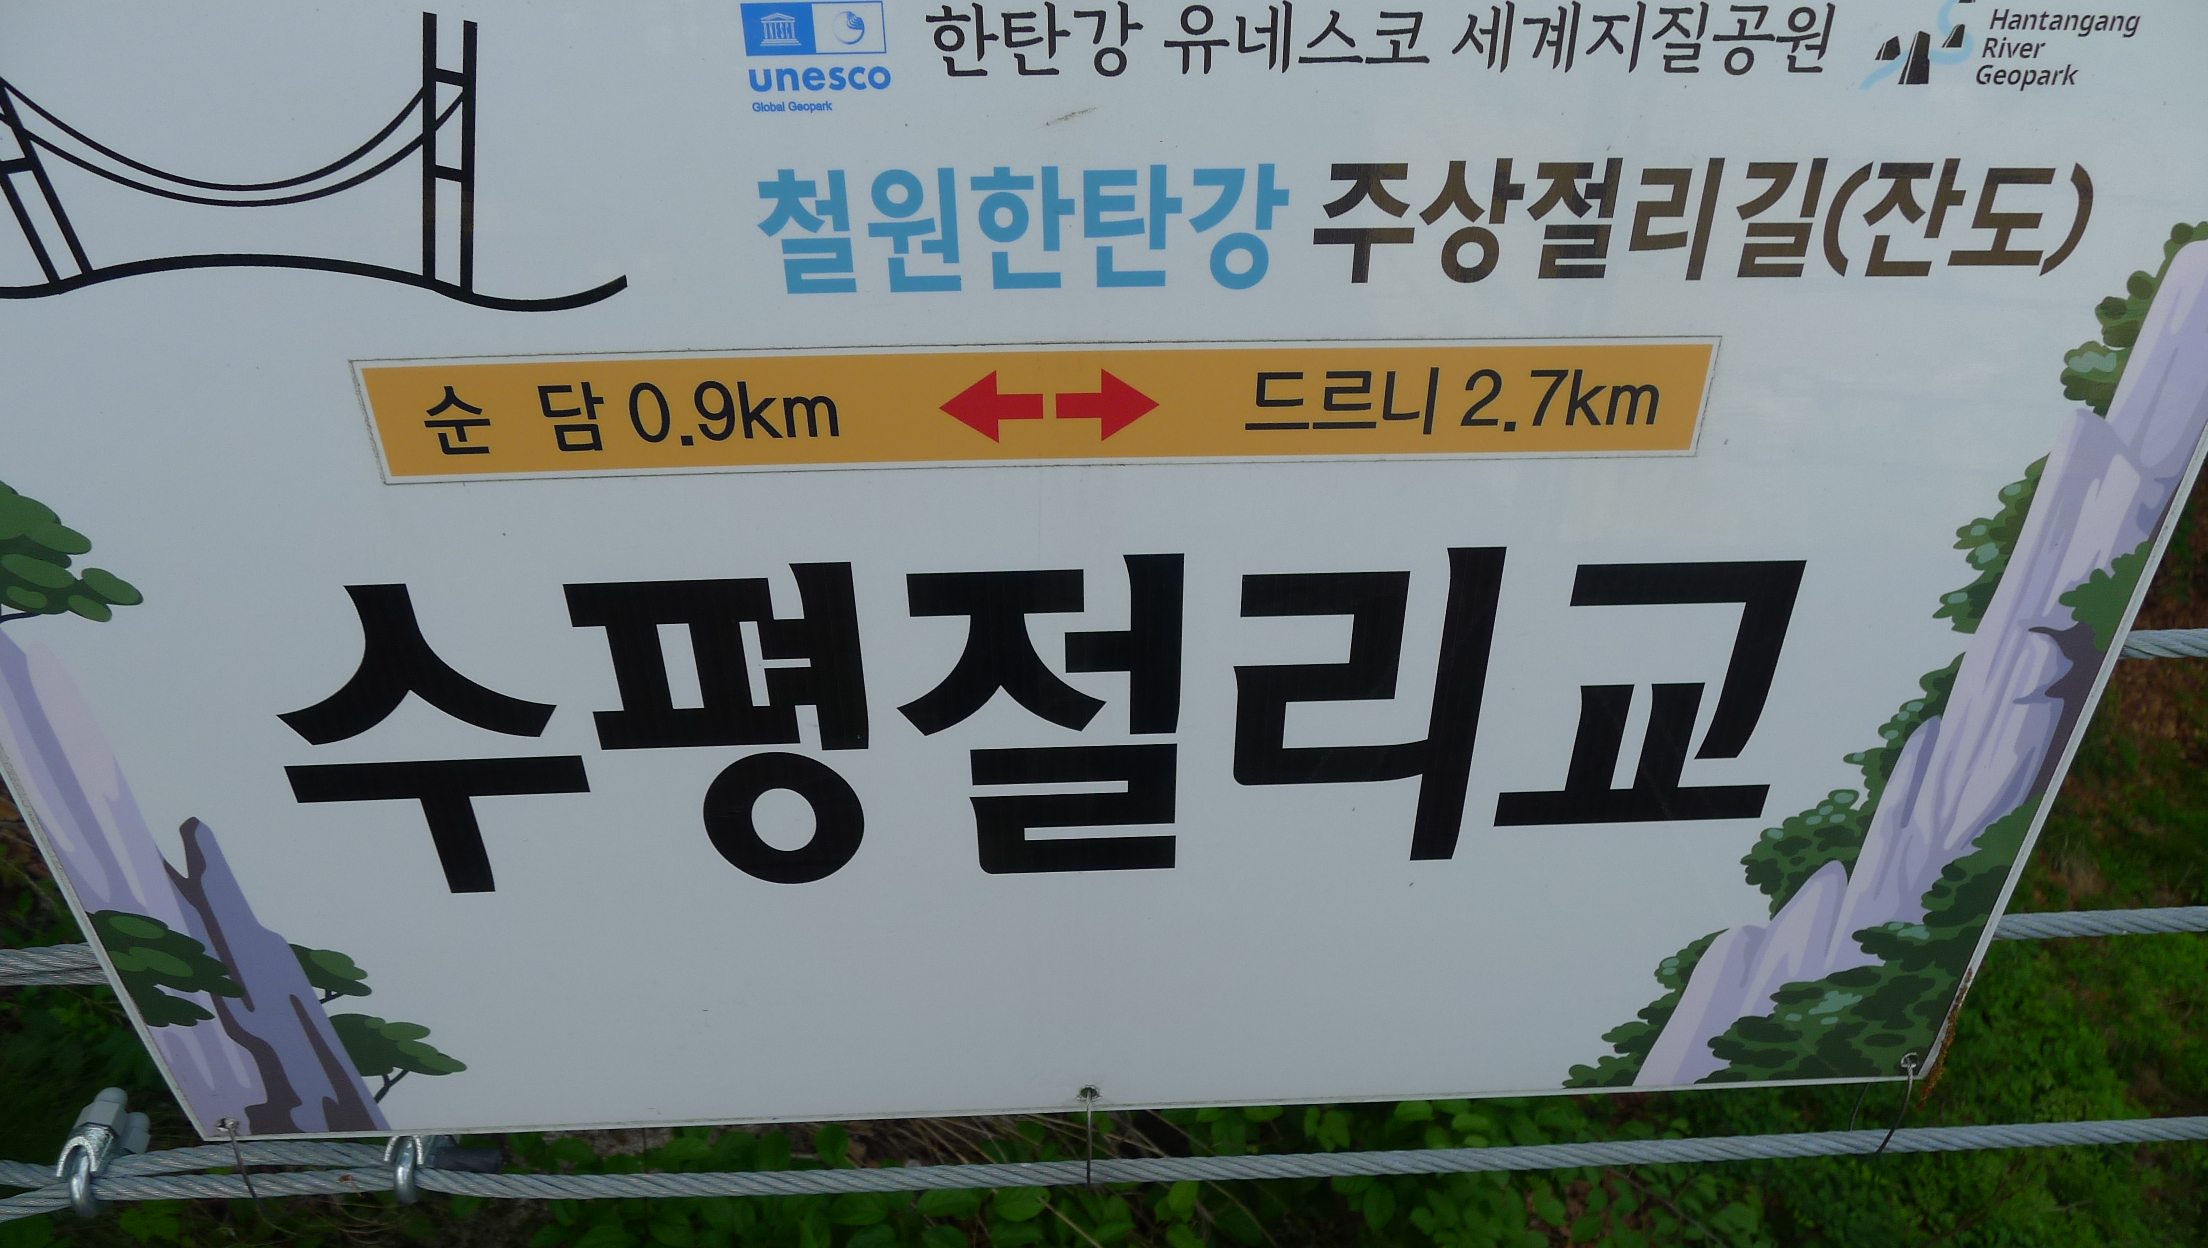 unesco
Global Geopark
한탄강 유네스코 세계지질공원
Hantangang
River
Geopark
철원한탄강 주상절리길(잔도)
순 담 0.9km 드르니 2.7km
수평절리교